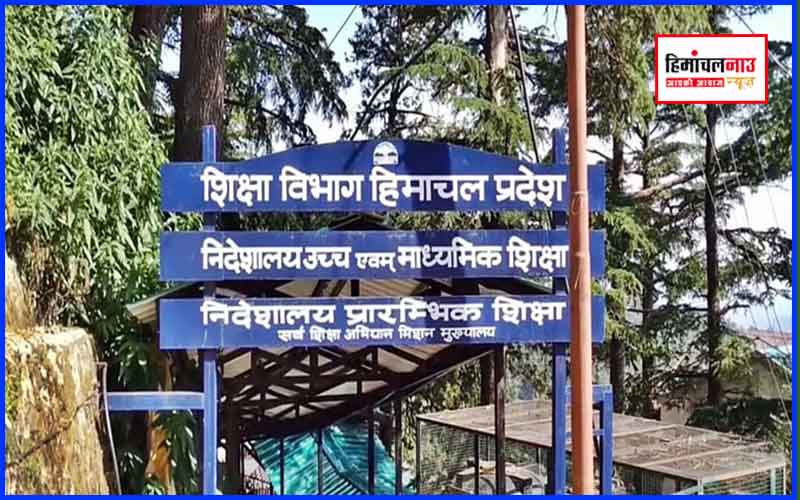 हिमांचलनाउ
आपकी आवाज़ न्यूज़
शिक्षा विभाग हिमाचल प्रदेश
निदेशालय उच्च एवम् माध्यमिक शिक्षा
निदेशालय प्रारम्भिक शिक्षा
सर्व शिक्षा अभियान मिशन मुख्यालय